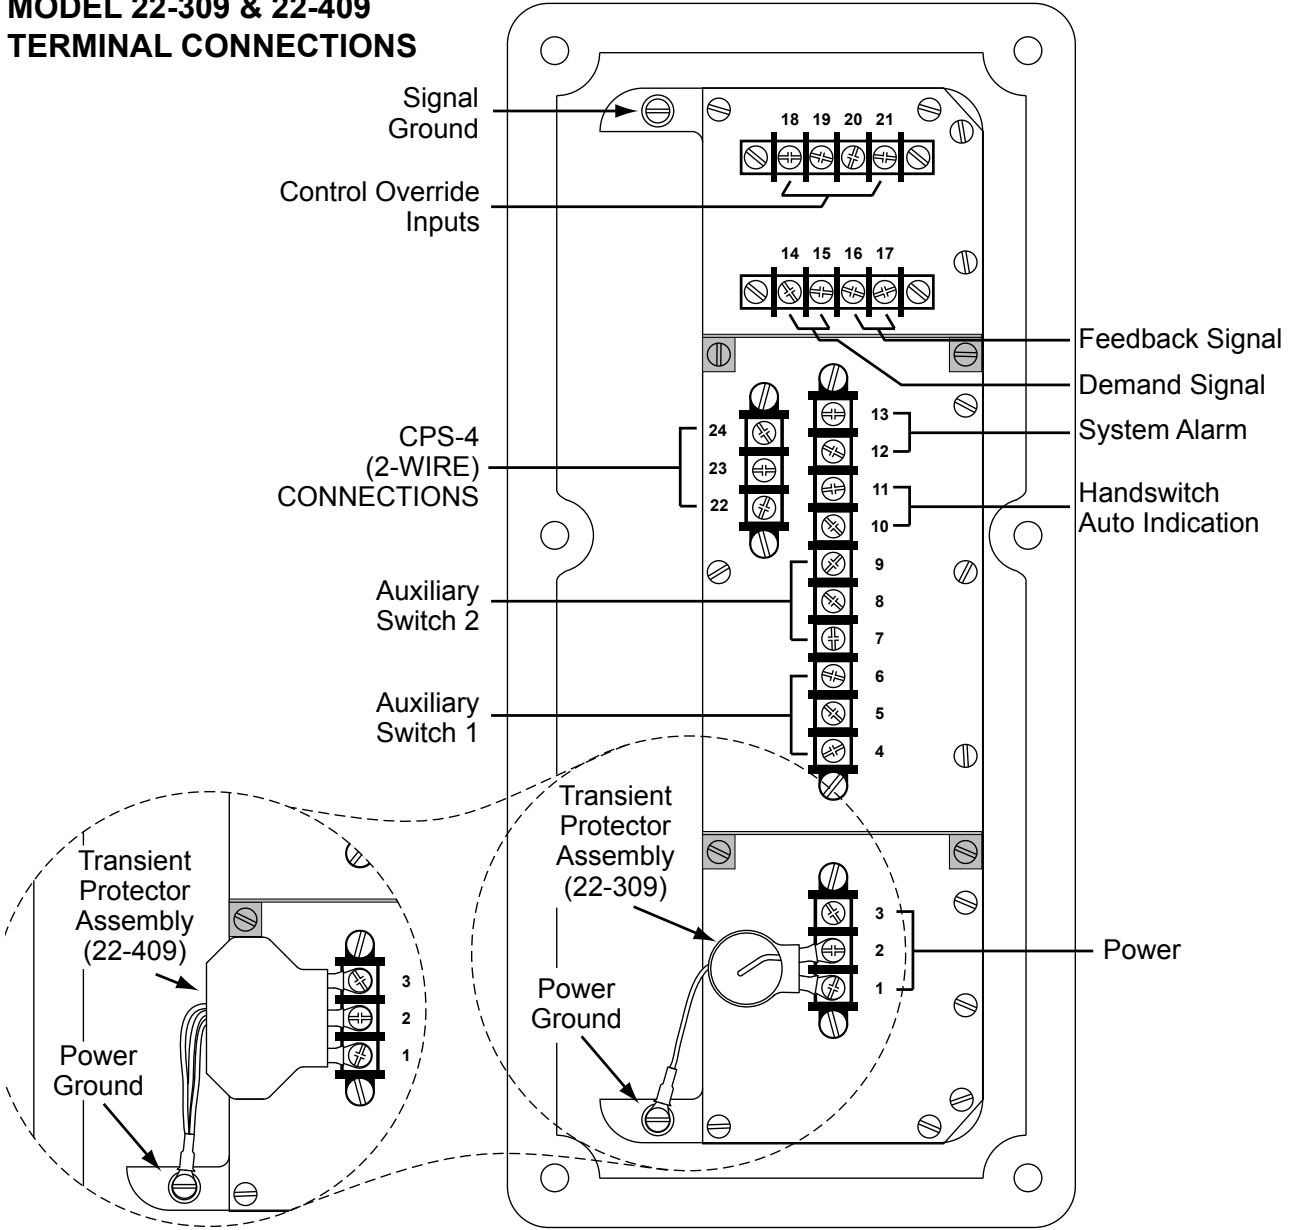 MODEL 22-309 & 22-409
TERMINAL CONNECTIONS
Signal
Ground
18 19 20 21
Control Override
Inputs
14 15 16 17
Feedback Signal
Demand Signal
System Alarm
Handswitch
Auto Indication
CPS-4
(2-WIRE)
CONNECTIONS
24
23
22
13
12
11
10
9
8
7
6
5
4
Auxiliary
Switch 2
Auxiliary
Switch 1
Transient
Protector
Assembly
(22-309)
3
2
1
Power
Power
Ground
Transient
Protector
Assembly
(22-409)
3
2
1
Power
Ground